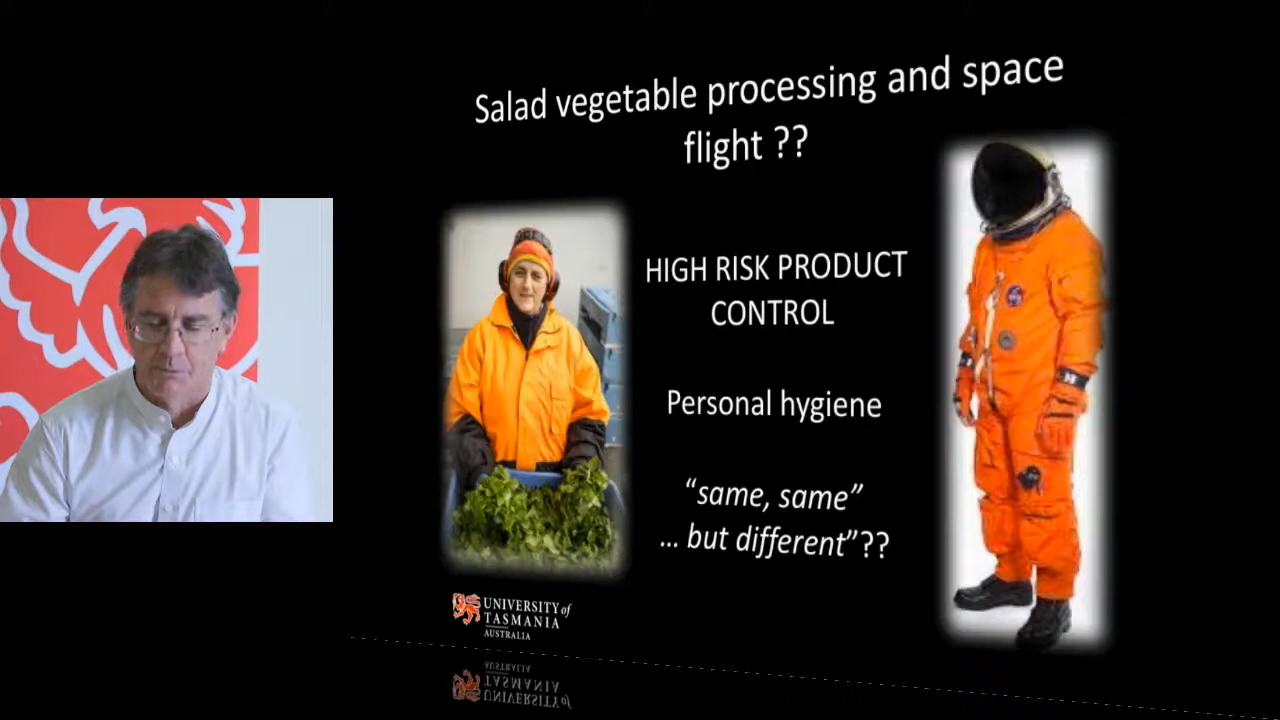 Salad vegetable processing and space
flight ??
HIGH RISK PRODUCT
CONTROL
Personal hygiene
“same, same”
... but different”??
UNIVERSITY of
TASMANIA
AUSTRALIA